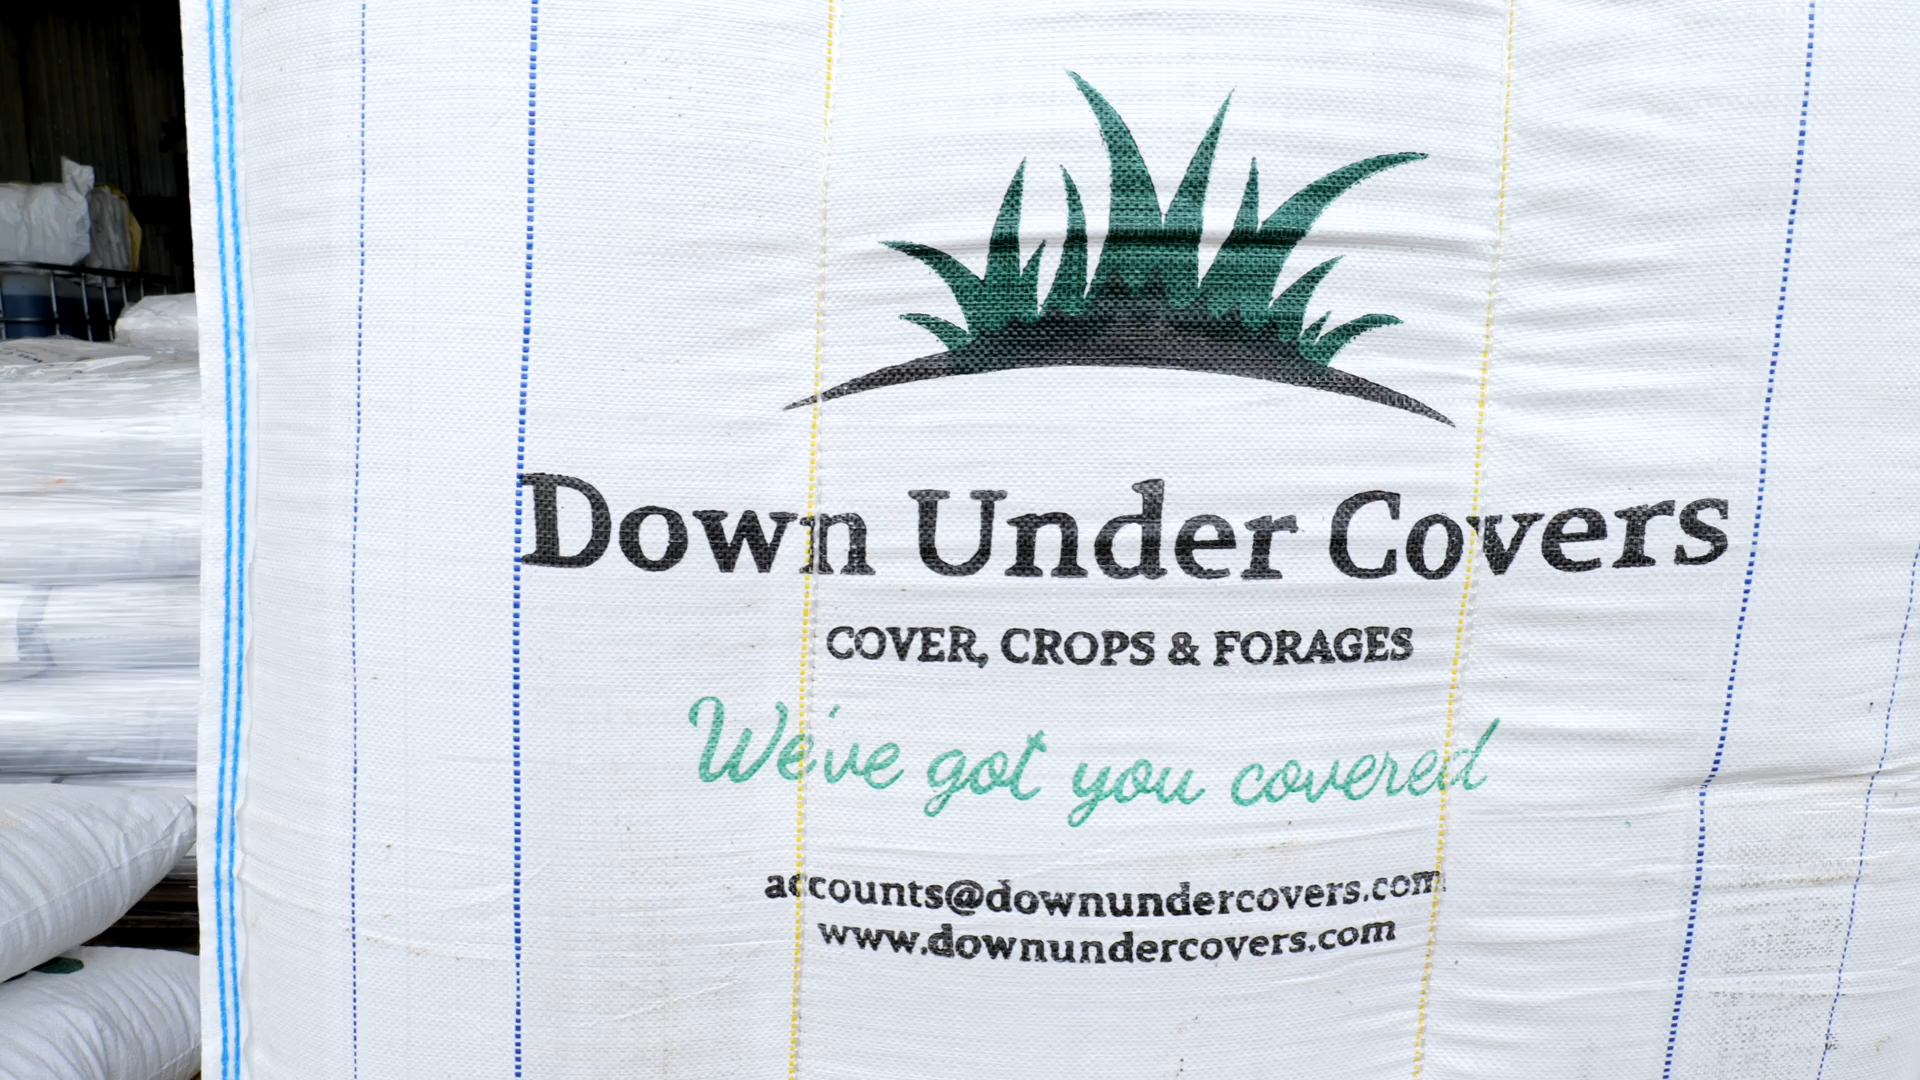 Down Under Covers
COVER, CROPS & FORAGES
We've got you covered
accounts@downundercovers.com
www.downundercovers.com